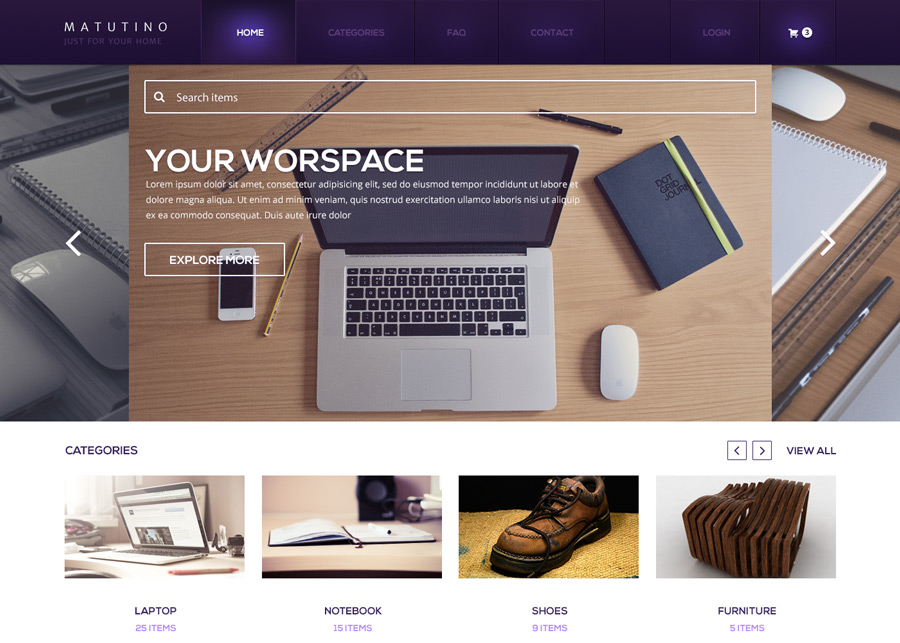 MATUTINO
JUST FOR YOUR HOME
HOME
CATEGORIES
FAQ
CONTACT
LOGIN
3
Search items
YOUR WORSPACE
Lorem ipsum dolor sit amet, consectetur adipisicing elit, sed do eiusmod tempor incididunt ut labore et
dolore magna aliqua. Ut enim ad minim veniam, quis nostrud exercitation ullamco laboris nisi ut aliquip
ex ea commodo consequat. Duis aute irure dolor
DOT
GRID
JOURN
EXPLORE MORE
CATEGORIES
VIEW ALL
LAPTOP
25 ITEMS
NOTEBOOK
15 ITEMS
SHOES
9 ITEMS
FURNITURE
5 ITEMS